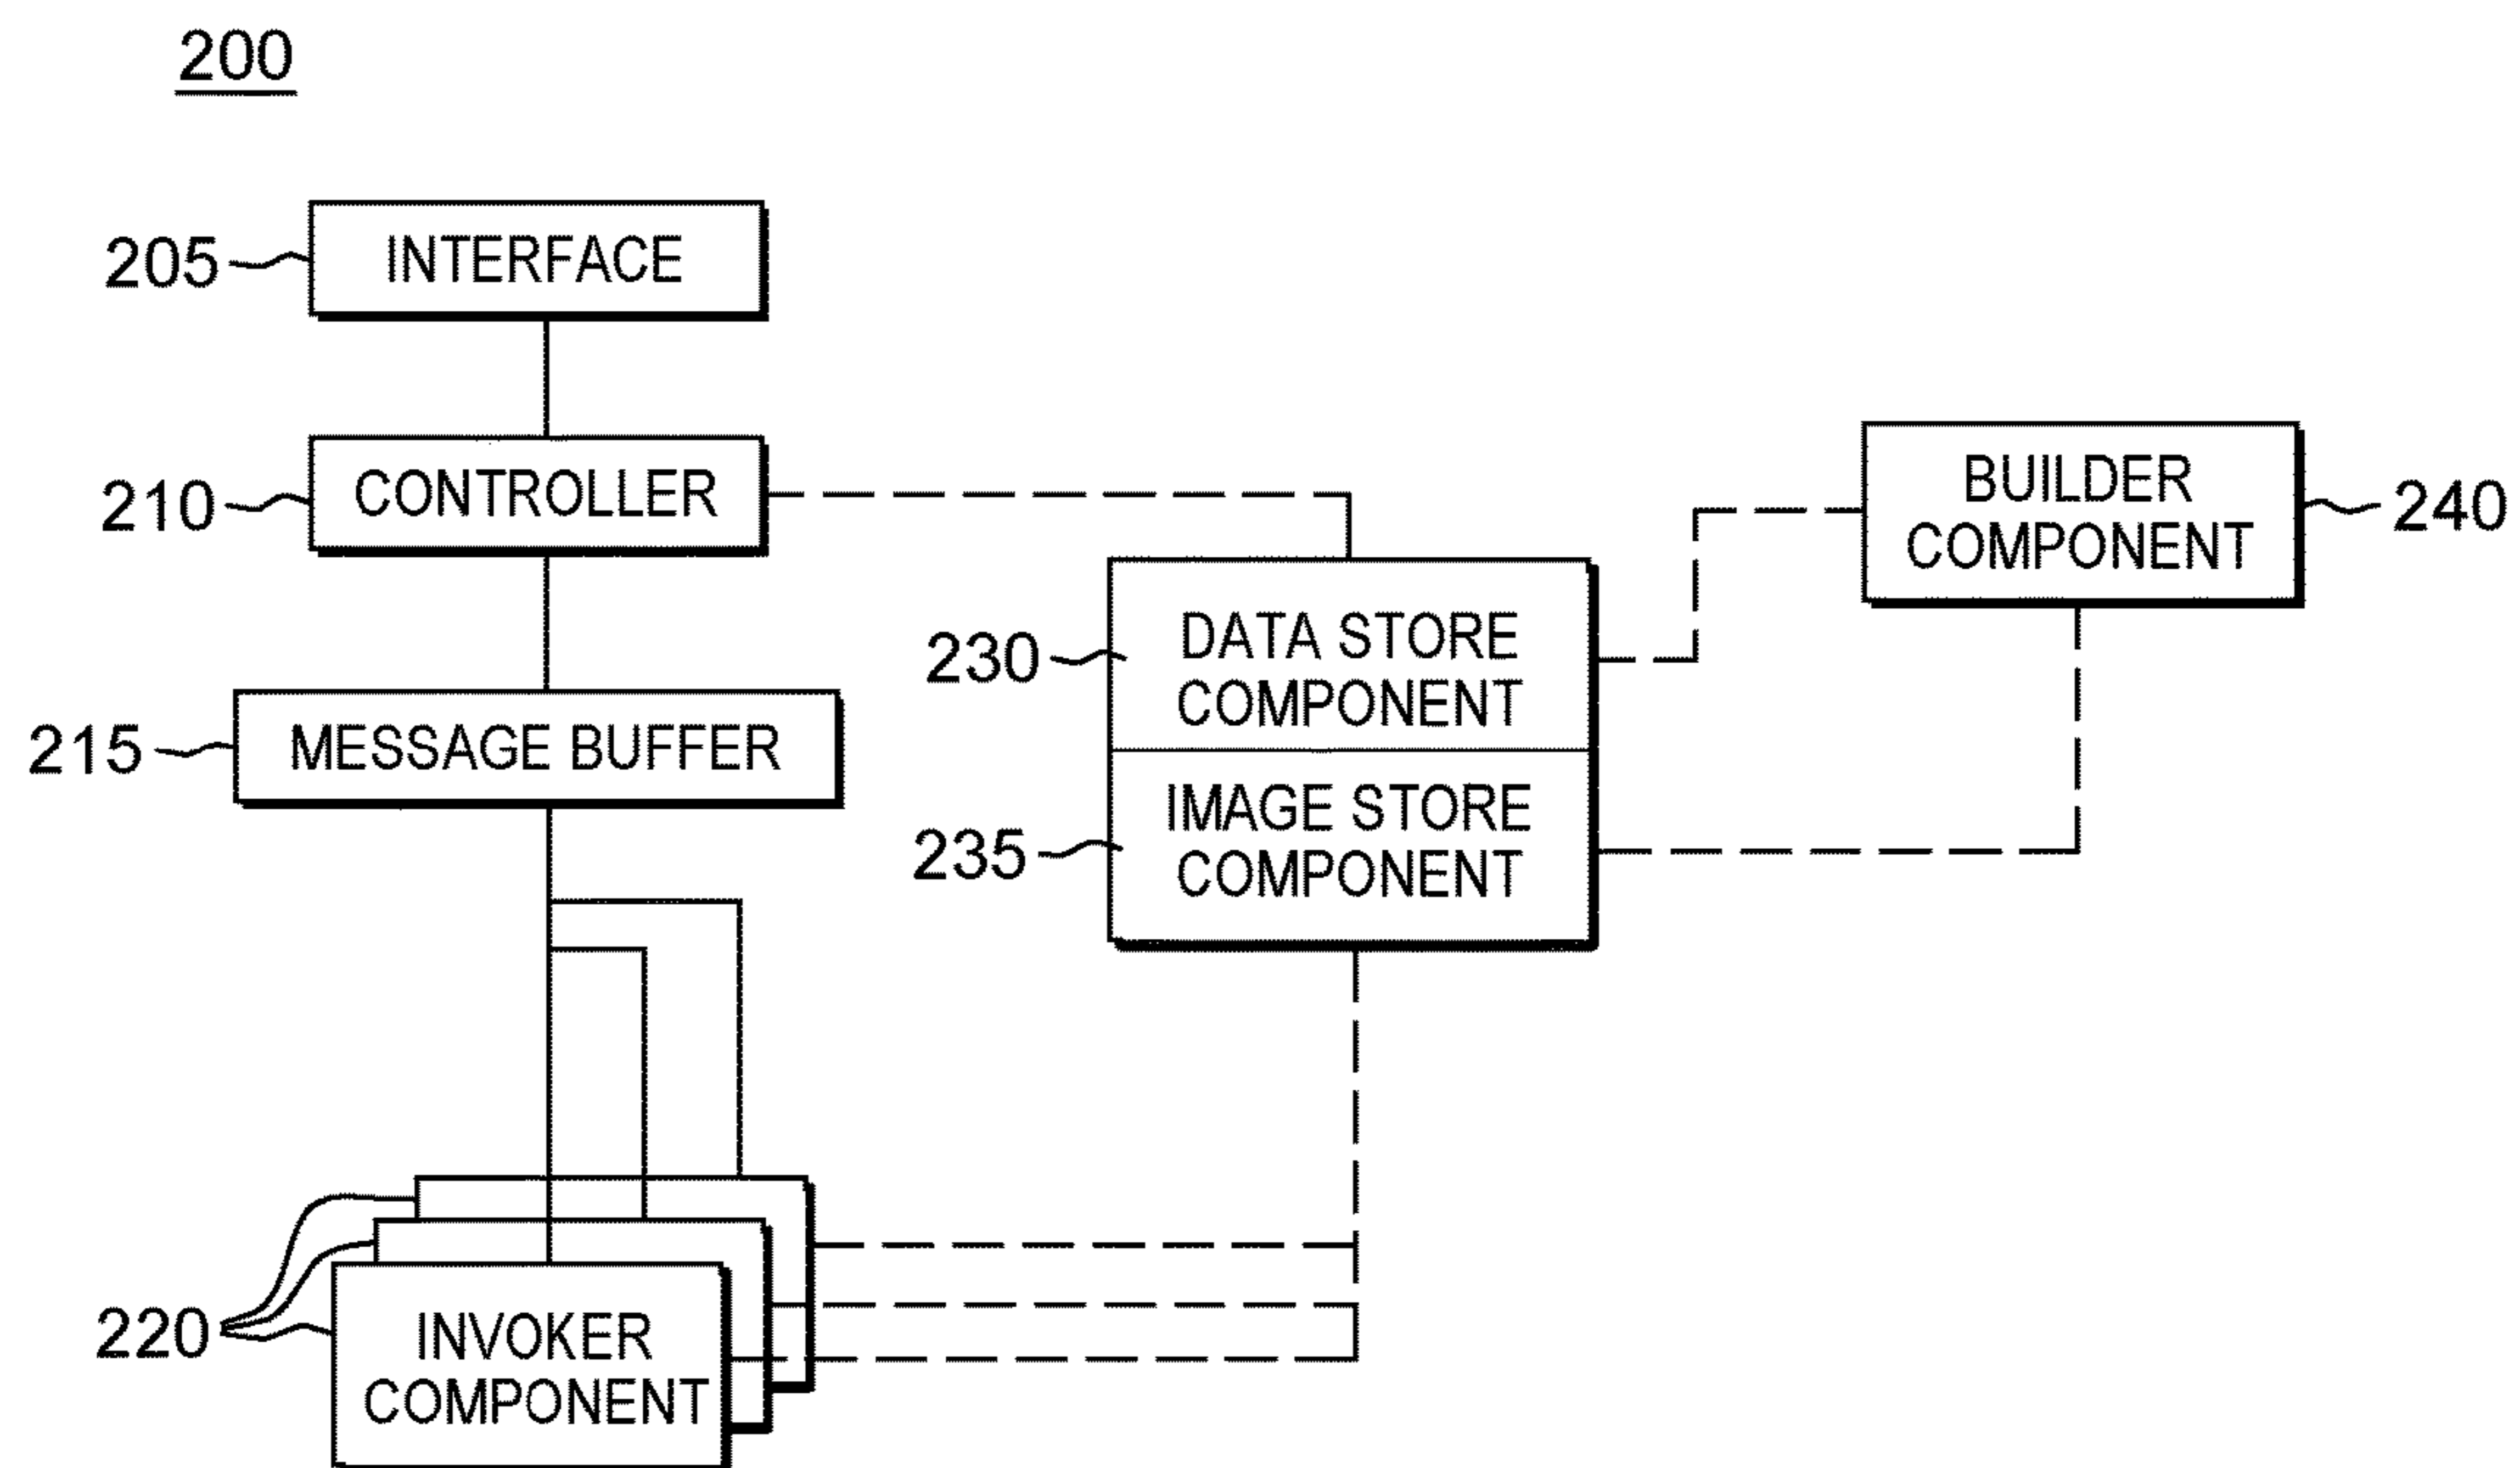 200
205
INTERFACE
210
CONTROLLER
BUILDER
COMPONENT
240
230
DATA STORE
COMPONENT
215
MESSAGE BUFFER
235
IMAGE STORE
COMPONENT
220
INVOKER
COMPONENT